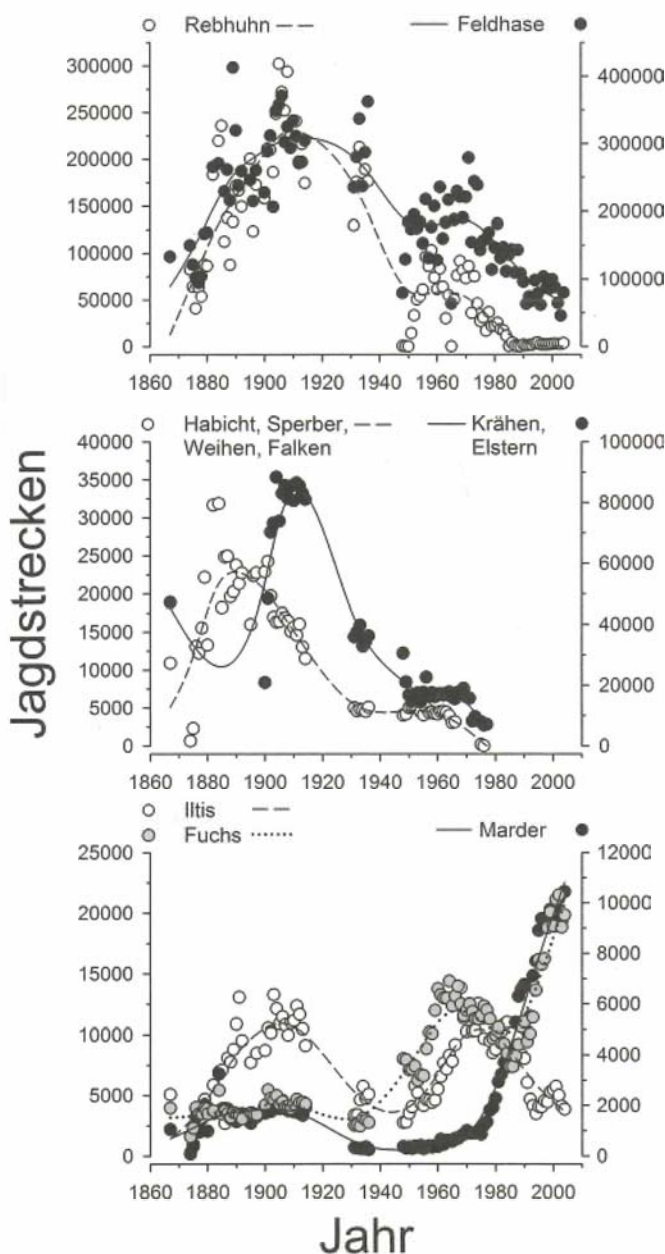 Rebhuhn Feldhase
300000 400000
250000
200000 300000
150000 200000
100000
50000 100000
0 0
1860 1880 1900 1920 1940 1960 1980 2000
Habicht, Sperber, Krähen,
Weihen, Falken Elstern
40000 100000
35000
30000 80000
25000 60000
20000
15000 40000
10000
5000 20000
0 0
1860 1880 1900 1920 1940 1960 1980 2000
Jagdstrecken
Iltis
Fuchs Marder
25000 12000
20000 10000
15000 8000
10000 6000
5000 4000
0 2000
0
1860 1880 1900 1920 1940 1960 1980 2000
Jahr